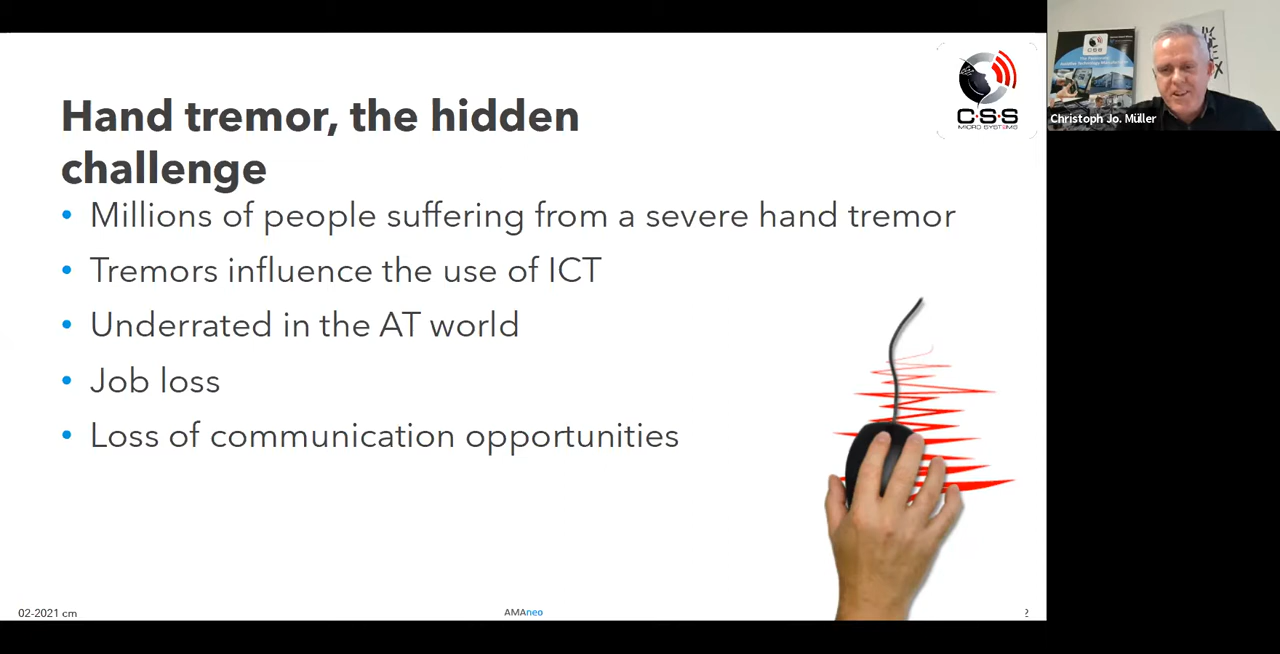 Hand tremor, the hidden
challenge
• Millions of people suffering from a severe hand tremor
• Tremors influence the use of ICT
• Underrated in the AT world
• Job loss
• Loss of communication opportunities
C·S·S
MICRO SYSTEMS
02-2021 cm
AMAneo
2
CSS
Christoph Jo. Müller